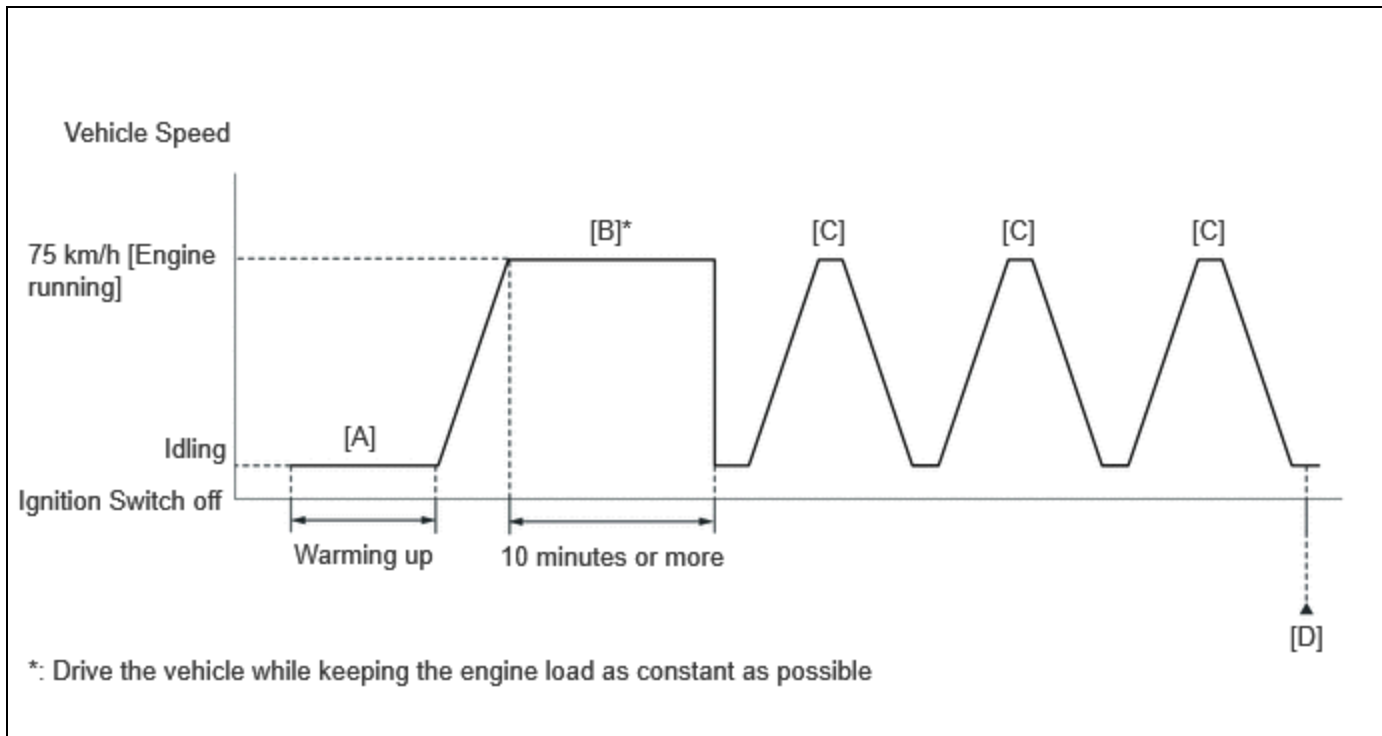 Vehicle Speed
75 km/h [Engine
running]
[B]*
[C]
[C]
[C]
Idling
[A]
Ignition Switch off
Warming up
10 minutes or more
[D]
*: Drive the vehicle while keeping the engine load as constant as possible